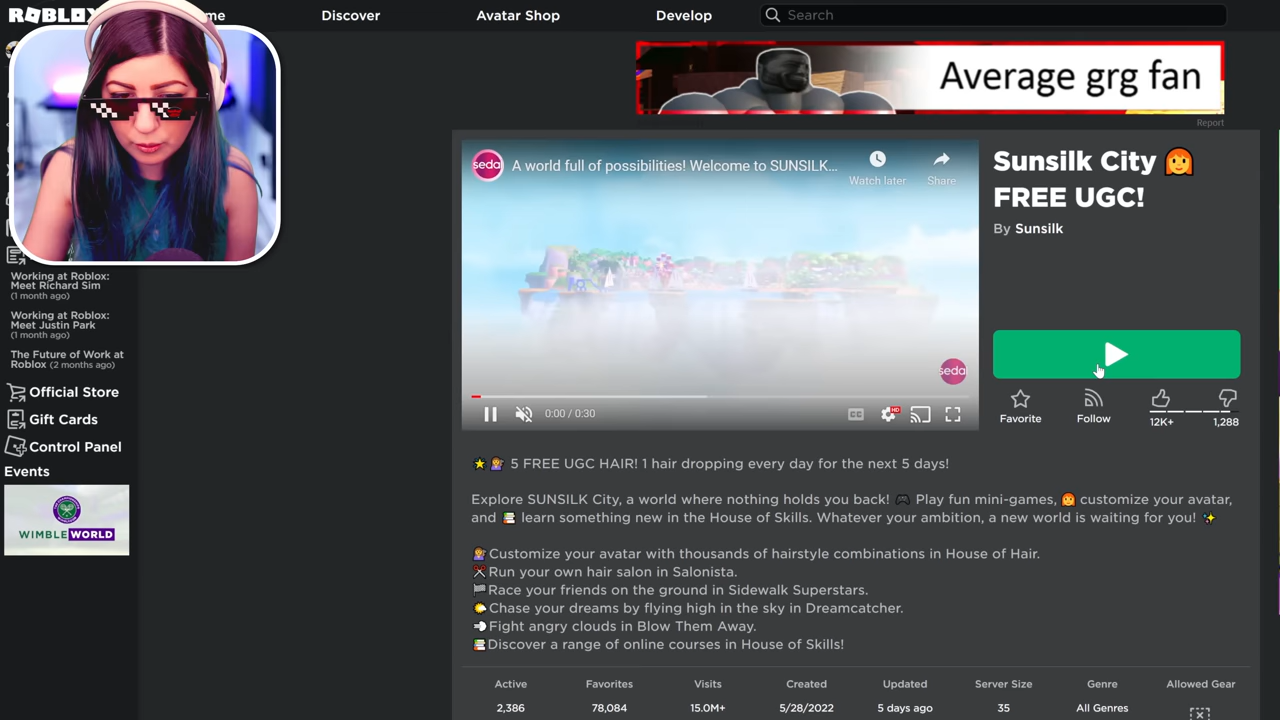 ROBLOX
me
Discover
Avatar Shop
Develop
Search
Average grg fan
Report
seda
A world full of possibilities! Welcome to SUNSILK...
Watch later
Share
seda
0:00 / 0:30
CC
HD
Sunsilk City 👩‍🦰
FREE UGC!
By Sunsilk
Favorite
Follow
12K+
1,288
Working at Roblox:
Meet Richard Sim
(1 month ago)
Working at Roblox:
Meet Justin Park
(1 month ago)
The Future of Work at
Roblox (2 months ago)
Official Store
Gift Cards
Control Panel
Events
WIMBLEWORLD
⭐ 💇‍♀️ 5 FREE UGC HAIR! 1 hair dropping every day for the next 5 days!
Explore SUNSILK City, a world where nothing holds you back! 🎮 Play fun mini-games, 👩‍🦰 customize your avatar,
and 📚 learn something new in the House of Skills. Whatever your ambition, a new world is waiting for you! ✨
💇‍♀️Customize your avatar with thousands of hairstyle combinations in House of Hair.
✂️Run your own hair salon in Salonista.
🏁Race your friends on the ground in Sidewalk Superstars.
🌤️Chase your dreams by flying high in the sky in Dreamcatcher.
💨Fight angry clouds in Blow Them Away.
📚Discover a range of online courses in House of Skills!
Active
Favorites
Visits
Created
Updated
Server Size
Genre
Allowed Gear
2,386
78,084
15.0M+
5/28/2022
5 days ago
35
All Genres